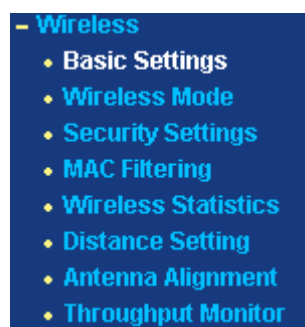 – Wireless
• Basic Settings
• Wireless Mode
• Security Settings
• MAC Filtering
• Wireless Statistics
• Distance Setting
• Antenna Alignment
• Throughput Monitor